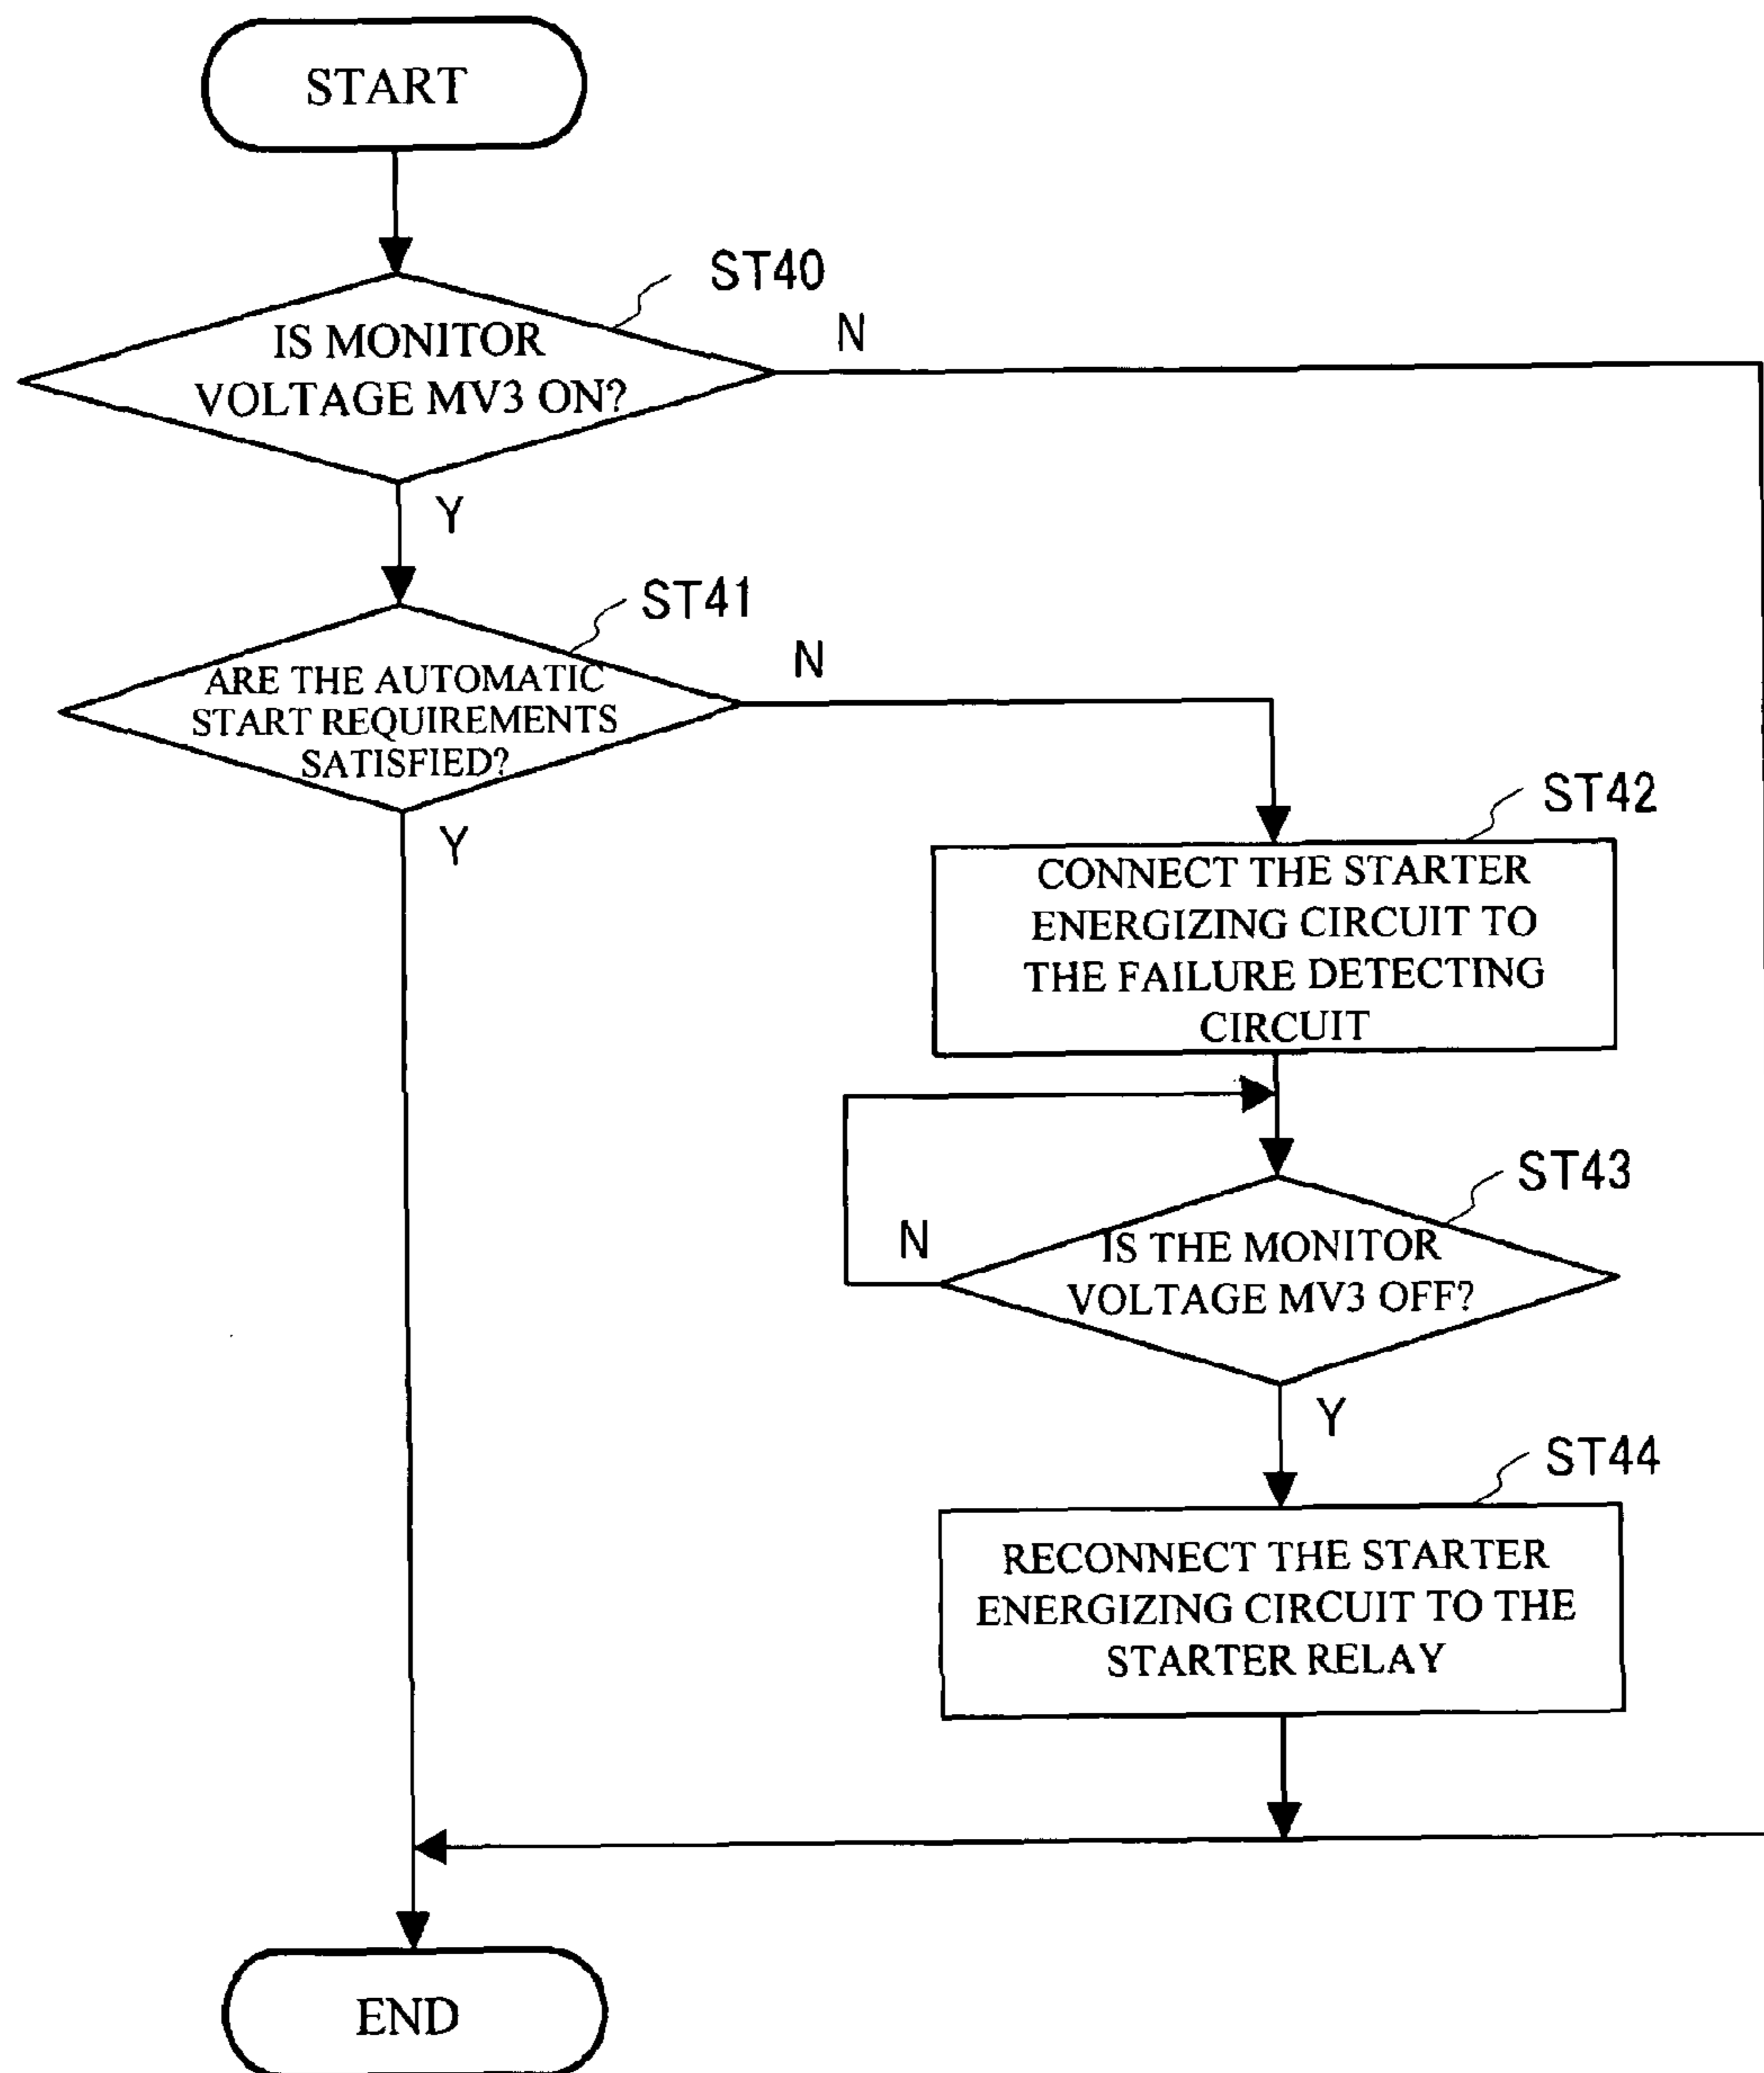 START
ST40
IS MONITOR
VOLTAGE MV3 ON?
N
Y
ST41
ARE THE AUTOMATIC
START REQUIREMENTS
SATISFIED?
N
Y
ST42
CONNECT THE STARTER
ENERGIZING CIRCUIT TO
THE FAILURE DETECTING
CIRCUIT
ST43
IS THE MONITOR
VOLTAGE MV3 OFF?
N
Y
ST44
RECONNECT THE STARTER
ENERGIZING CIRCUIT TO THE
STARTER RELAY
END